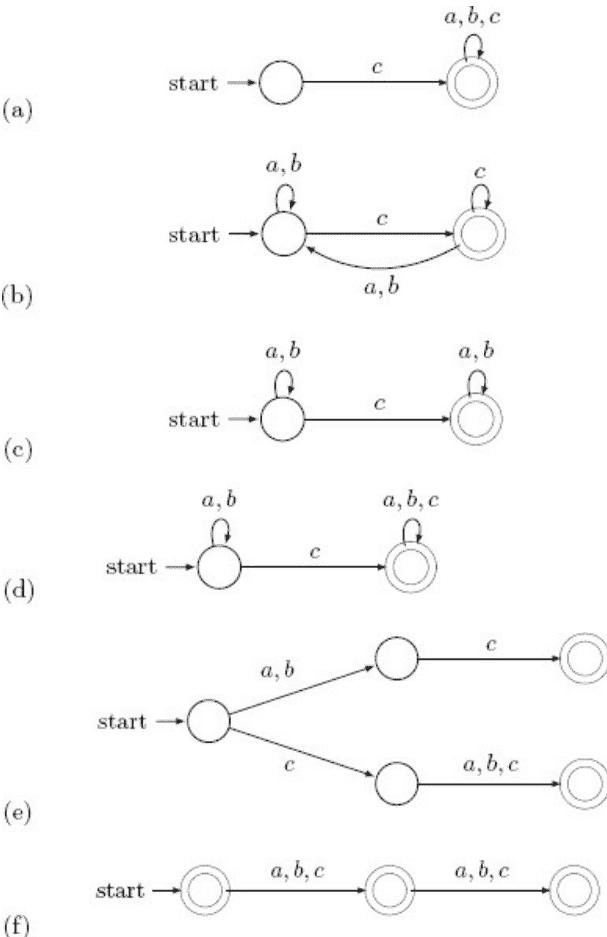 a, b, c
start
c
(a)
a, b
c
start
c
a, b
(b)
a, b
a, b
start
c
(c)
a, b
a, b, c
start
c
(d)
c
a, b
start
c
a, b, c
(e)
start
a, b, c
a, b, c
(f)